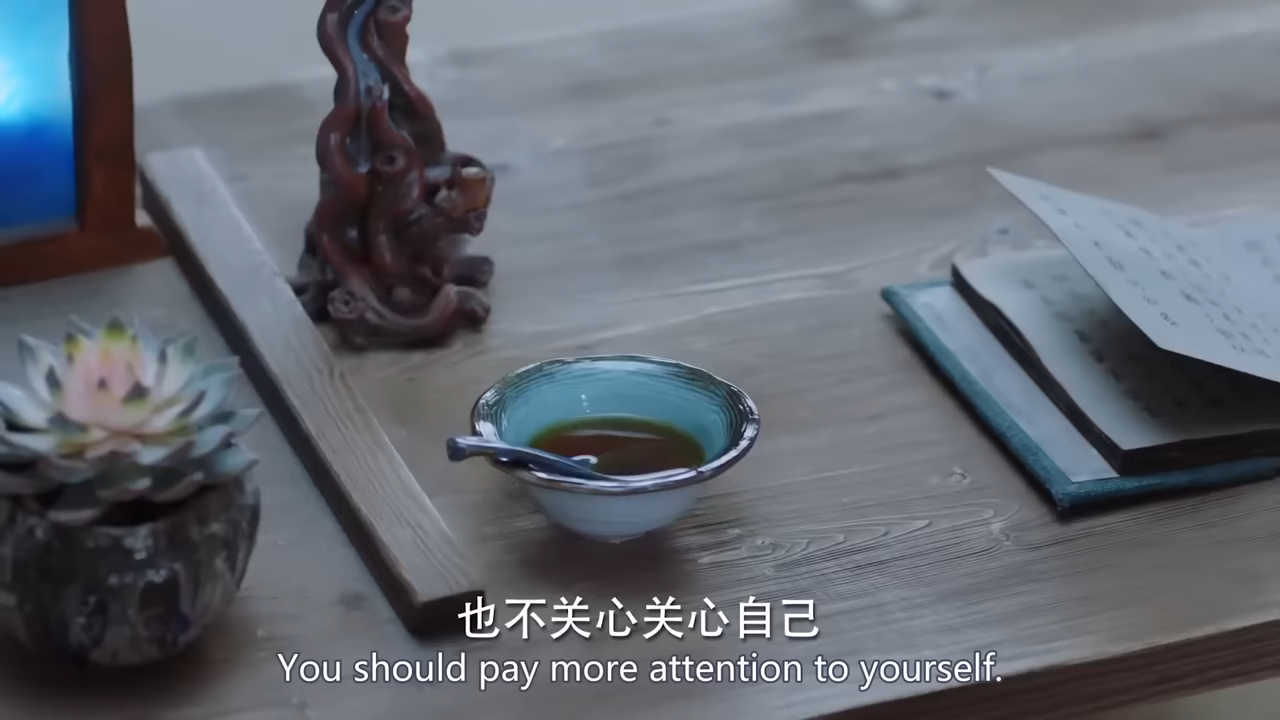 也不关心关心自己
You should pay more attention to yourself.